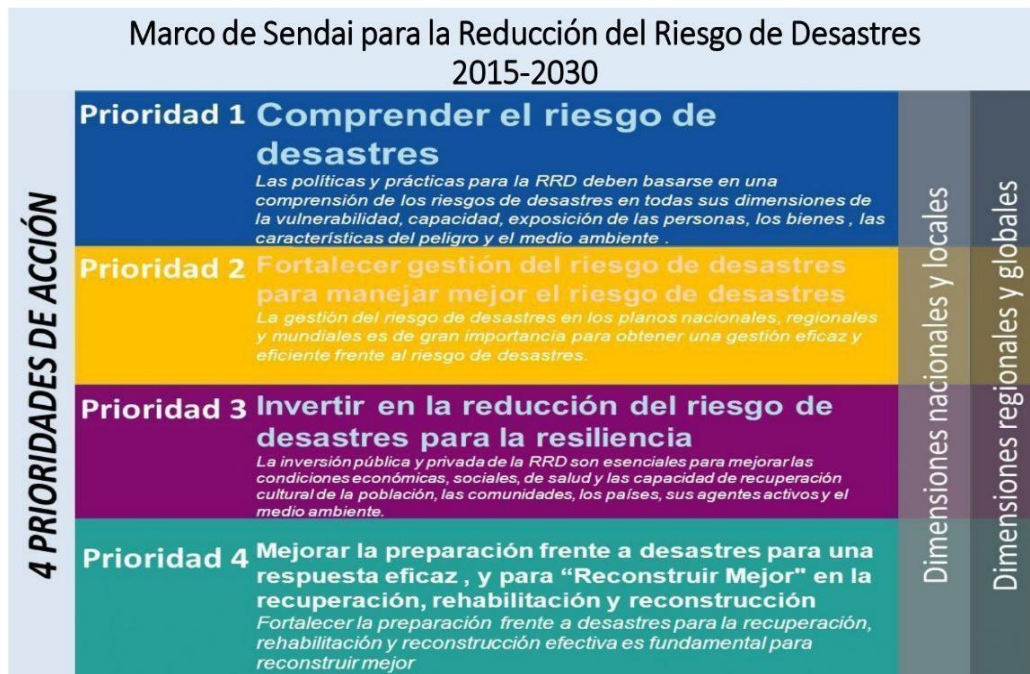 Marco de Sendai para la Reducción del Riesgo de Desastres
2015-2030
4 PRIORIDADES DE ACCIÓN
Prioridad 1 Comprender el riesgo de
desastres
Las políticas y prácticas para la RRD deben basarse en una
comprensión de los riesgos de desastres en todas sus dimensiones de
la vulnerabilidad, capacidad, exposición de las personas, los bienes , las
características del peligro y el medio ambiente .
Prioridad 2 Fortalecer gestión del riesgo de desastres
para manejar mejor el riesgo de desastres
La gestión del riesgo de desastres en los planos nacionales, regionales
y mundiales es de gran importancia para obtener una gestión eficaz y
eficiente frente al riesgo de desastres.
Prioridad 3 Invertir en la reducción del riesgo de
desastres para la resiliencia
La inversión pública y privada de la RRD son esenciales para mejorar las
condiciones económicas, sociales, de salud y las capacidad de recuperación
cultural de la población, las comunidades, los países, sus agentes activos y el
medio ambiente.
Prioridad 4 Mejorar la preparación frente a desastres para una
respuesta eficaz , y para “Reconstruir Mejor" en la
recuperación, rehabilitación y reconstrucción
Fortalecer la preparación frente a desastres para la recuperación,
rehabilitación y reconstrucción efectiva es fundamental para
reconstruir mejor
Dimensiones nacionales y locales
Dimensiones regionales y globales